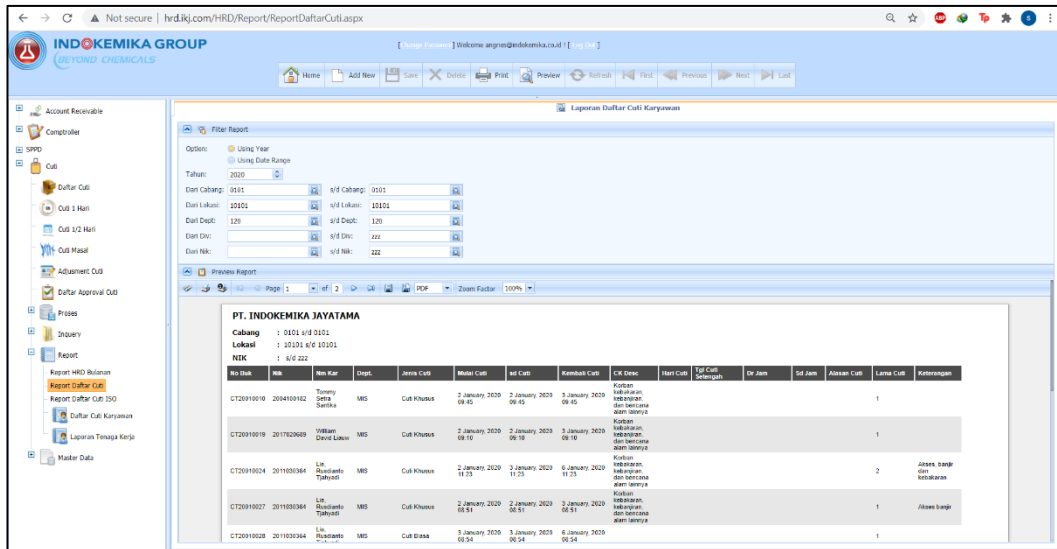 Not secure | hrd.ikj.com/HRD/Report/ReportDaftarCuti.aspx
INDOKEMIKA GROUP
BEYOND CHEMICALS
[ Change Password ] Welcome angries@indokemika.co.id ! [ Log Out ]
Home Add New Save Delete Print Preview Refresh First Previous Next Last
Account Receivable
Comptroller
SPPD
Cuti
Daftar Cuti
Cuti 1 Hari
Cuti 1/2 Hari
Cuti Masal
Adjusment Cuti
Daftar Approval Cuti
Proses
Inquery
Report
Report HRD Bulanan
Report Daftar Cuti
Report Daftar Cuti ISO
Daftar Cuti Karyawan
Laporan Tenaga Kerja
Master Data
Laporan Daftar Cuti Karyawan
Filter Report
Option: Using Year
Using Date Range
Tahun: 2020
Dari Cabang: 0101 s/d Cabang: 0101
Dari Lokasi: 10101 s/d Lokasi: 10101
Dari Dept: 120 s/d Dept: 120
Dari Div: s/d Div: zzz
Dari Nik: s/d Nik: zzz
Preview Report
Page 1 of 2 PDF Zoom Factor 100%
PT. INDOKEMIKA JAYATAMA
Cabang : 0101 s/d 0101
Lokasi : 10101 s/d 10101
NIK : s/d zzz
No Buk Nik Nm Kar Dept. Jenis Cuti Mulai Cuti sd Cuti Kembali Cuti CK Desc Hari Cuti Tgl Cuti Setengah Dr Jam Sd Jam Alasan Cuti Lama Cuti Keterangan
CT20010010 2004100182 Tommy Setra Santika MIS Cuti Khusus 2 January, 2020 09:45 2 January, 2020 09:45 3 January, 2020 09:45 Korban kebakaran, kebanjiran, dan bencana alam lainnya 1
CT20010019 2017020689 William David Liauw MIS Cuti Khusus 2 January, 2020 09:10 2 January, 2020 09:10 3 January, 2020 09:10 Korban kebakaran, kebanjiran, dan bencana alam lainnya 1
CT20010024 2011030364 Lie, Rusdianto Tjahyadi MIS Cuti Khusus 2 January, 2020 11:23 3 January, 2020 11:23 6 January, 2020 11:23 Korban kebakaran, kebanjiran, dan bencana alam lainnya 2 Akses, banjir dan kebakaran
CT20010027 2011030364 Lie, Rusdianto Tjahyadi MIS Cuti Khusus 2 January, 2020 08:51 2 January, 2020 08:51 3 January, 2020 08:51 Korban kebakaran, kebanjiran, dan bencana alam lainnya 1 Akses banjir
CT20010028 2011030364 Lie, Rusdianto MIS Cuti Biasa 3 January, 2020 08:54 3 January, 2020 08:54 6 January, 2020 08:54 1